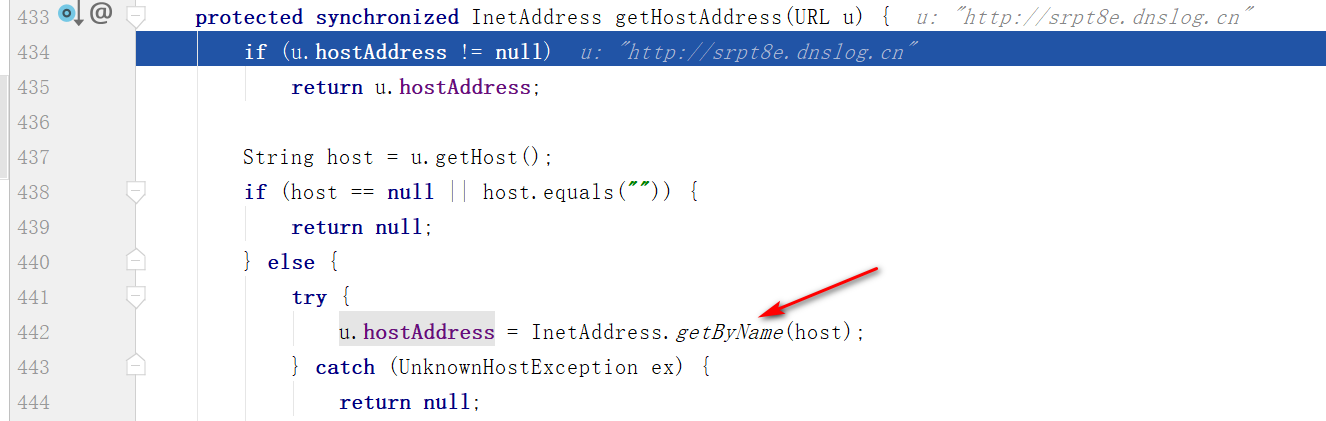 433 @ protected synchronized InetAddress getHostAddress(URL u) { u: "http://srpt8e.dnslog.cn"
434 if (u.hostAddress != null) u: "http://srpt8e.dnslog.cn"
435 return u.hostAddress;
436
437 String host = u.getHost();
438 if (host == null || host.equals("")) {
439 return null;
440 } else {
441 try {
442 u.hostAddress = InetAddress.getByName(host);
443 } catch (UnknownHostException ex) {
444 return null;